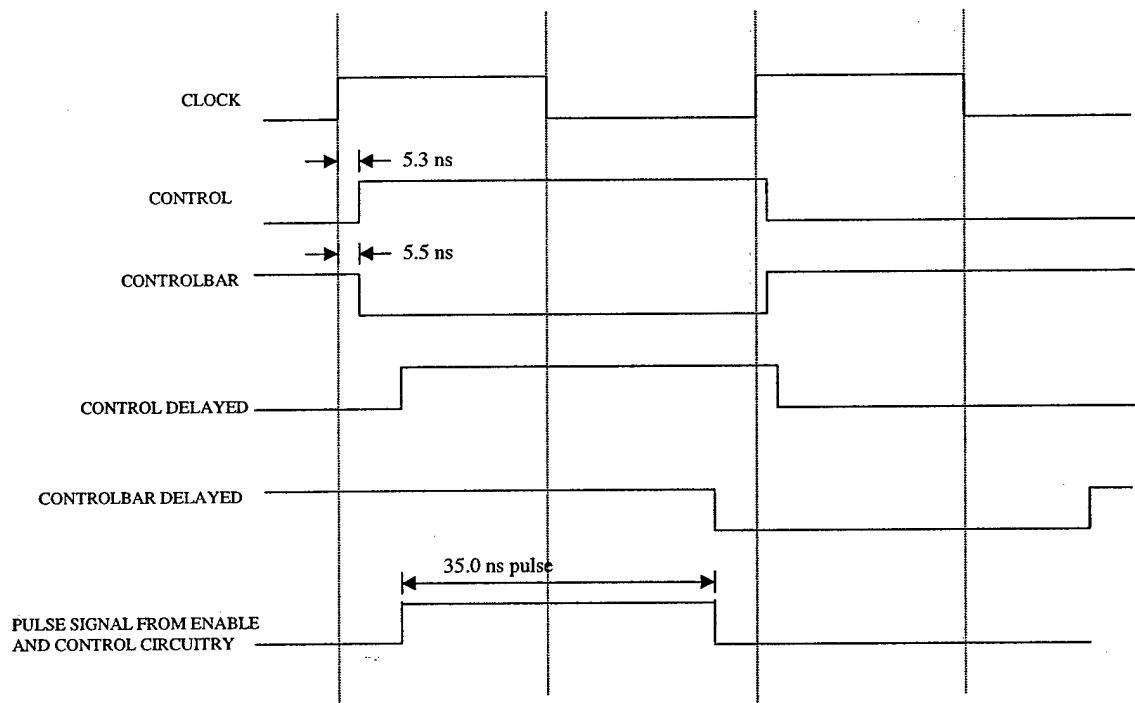 CLOCK
5.3 ns
CONTROL
5.5 ns
CONTROLBAR
CONTROL DELAYED
CONTROLBAR DELAYED
35.0 ns pulse
PULSE SIGNAL FROM ENABLE
AND CONTROL CIRCUITRY